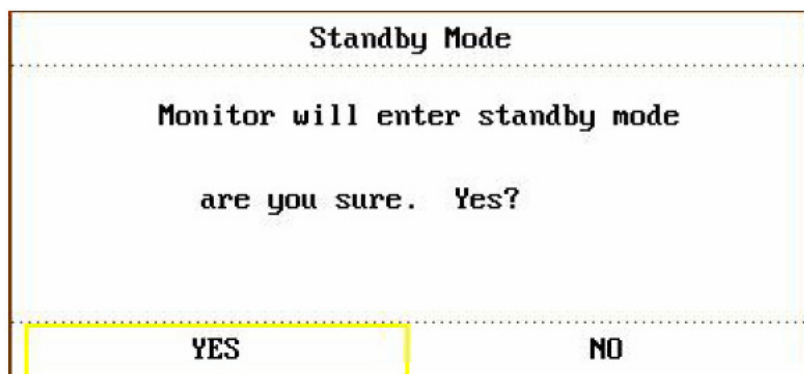 Standby Mode
Monitor will enter standby mode
are you sure. Yes?
YES NO